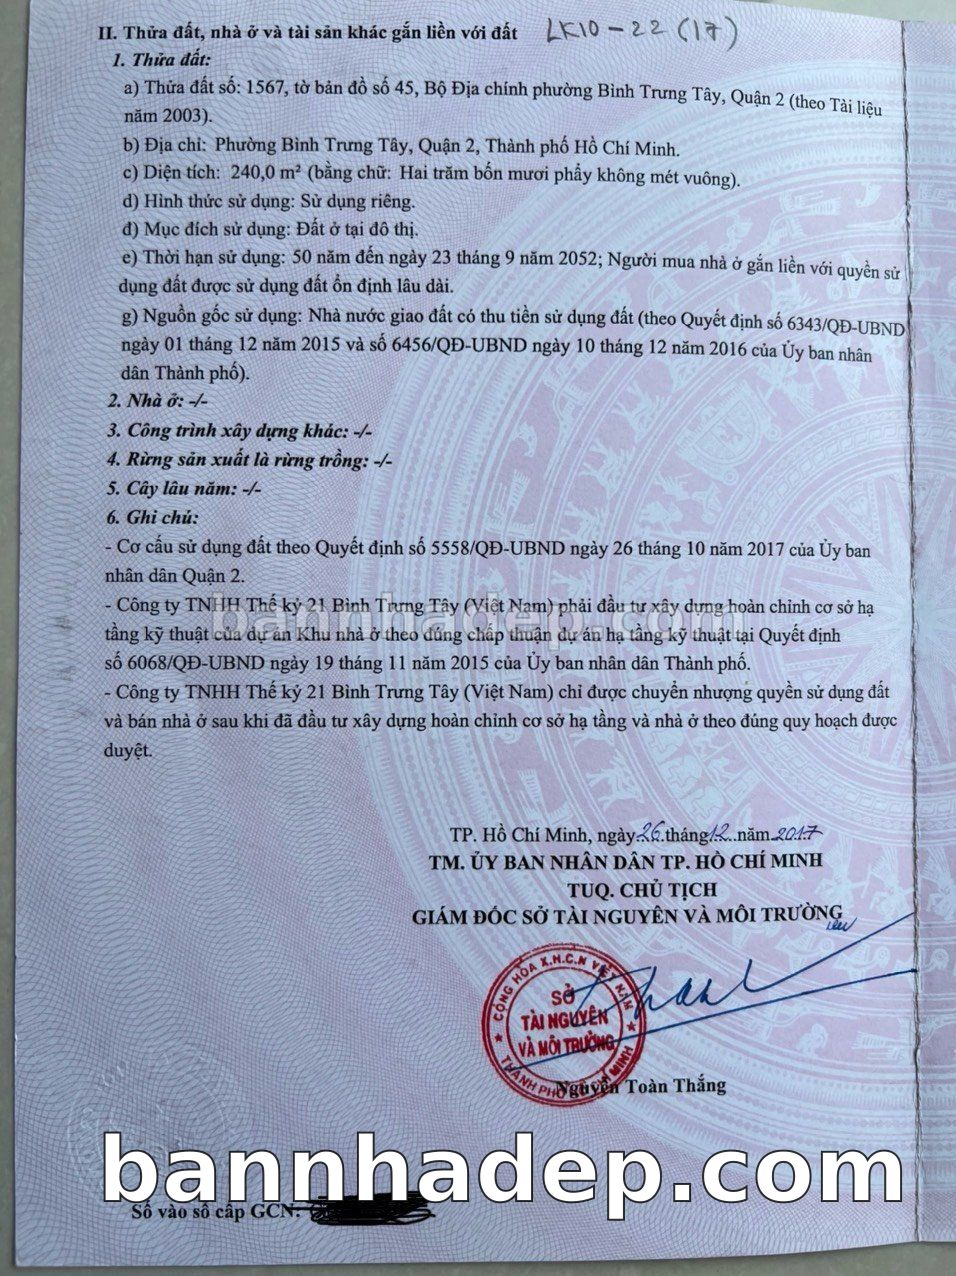 II. Thửa đất, nhà ở và tài sản khác gắn liền với đất LK10-22 (17)
1. Thửa đất:
a) Thửa đất số: 1567, tờ bản đồ số 45, Bộ Địa chính phường Bình Trưng Tây, Quận 2 (theo Tài liệu
năm 2003).
b) Địa chỉ: Phường Bình Trưng Tây, Quận 2, Thành phố Hồ Chí Minh.
c) Diện tích: 240,0 m² (bằng chữ: Hai trăm bốn mươi phẩy không mét vuông).
d) Hình thức sử dụng: Sử dụng riêng.
đ) Mục đích sử dụng: Đất ở tại đô thị.
e) Thời hạn sử dụng: 50 năm đến ngày 23 tháng 9 năm 2052; Người mua nhà ở gắn liền với quyền sử
dụng đất được sử dụng đất ổn định lâu dài.
g) Nguồn gốc sử dụng: Nhà nước giao đất có thu tiền sử dụng đất (theo Quyết định số 6343/QĐ-UBND
ngày 01 tháng 12 năm 2015 và số 6456/QĐ-UBND ngày 10 tháng 12 năm 2016 của Ủy ban nhân
dân Thành phố).
2. Nhà ở: -/-
3. Công trình xây dựng khác: -/-
4. Rừng sản xuất là rừng trồng: -/-
5. Cây lâu năm: -/-
6. Ghi chú:
- Cơ cấu sử dụng đất theo Quyết định số 5558/QĐ-UBND ngày 26 tháng 10 năm 2017 của Ủy ban
nhân dân Quận 2.
- Công ty TNHH Thế kỷ 21 Bình Trưng Tây (Việt Nam) phải đầu tư xây dựng hoàn chỉnh cơ sở hạ
bannhadep.com
tầng kỹ thuật của dự án Khu nhà ở theo đúng chấp thuận dự án hạ tầng kỹ thuật tại Quyết định
số 6068/QĐ-UBND ngày 19 tháng 11 năm 2015 của Ủy ban nhân dân Thành phố.
- Công ty TNHH Thế kỷ 21 Bình Trưng Tây (Việt Nam) chỉ được chuyển nhượng quyền sử dụng đất
và bán nhà ở sau khi đã đầu tư xây dựng hoàn chỉnh cơ sở hạ tầng và nhà ở theo đúng quy hoạch được
duyệt.
TP. Hồ Chí Minh, ngày 26 tháng 12 năm 2017
TM. ỦY BAN NHÂN DÂN TP. HỒ CHÍ MINH
TUQ. CHỦ TỊCH
GIÁM ĐỐC SỞ TÀI NGUYÊN VÀ MÔI TRƯỜNG
CỘNG HÒA X.H.C.N VIỆT NAM
SỞ
TÀI NGUYÊN
VÀ MÔI TRƯỜNG
THÀNH PHỐ HỒ CHÍ MINH
Nguyễn Toàn Thắng
bannhadep.com
Số vào sổ cấp GCN: